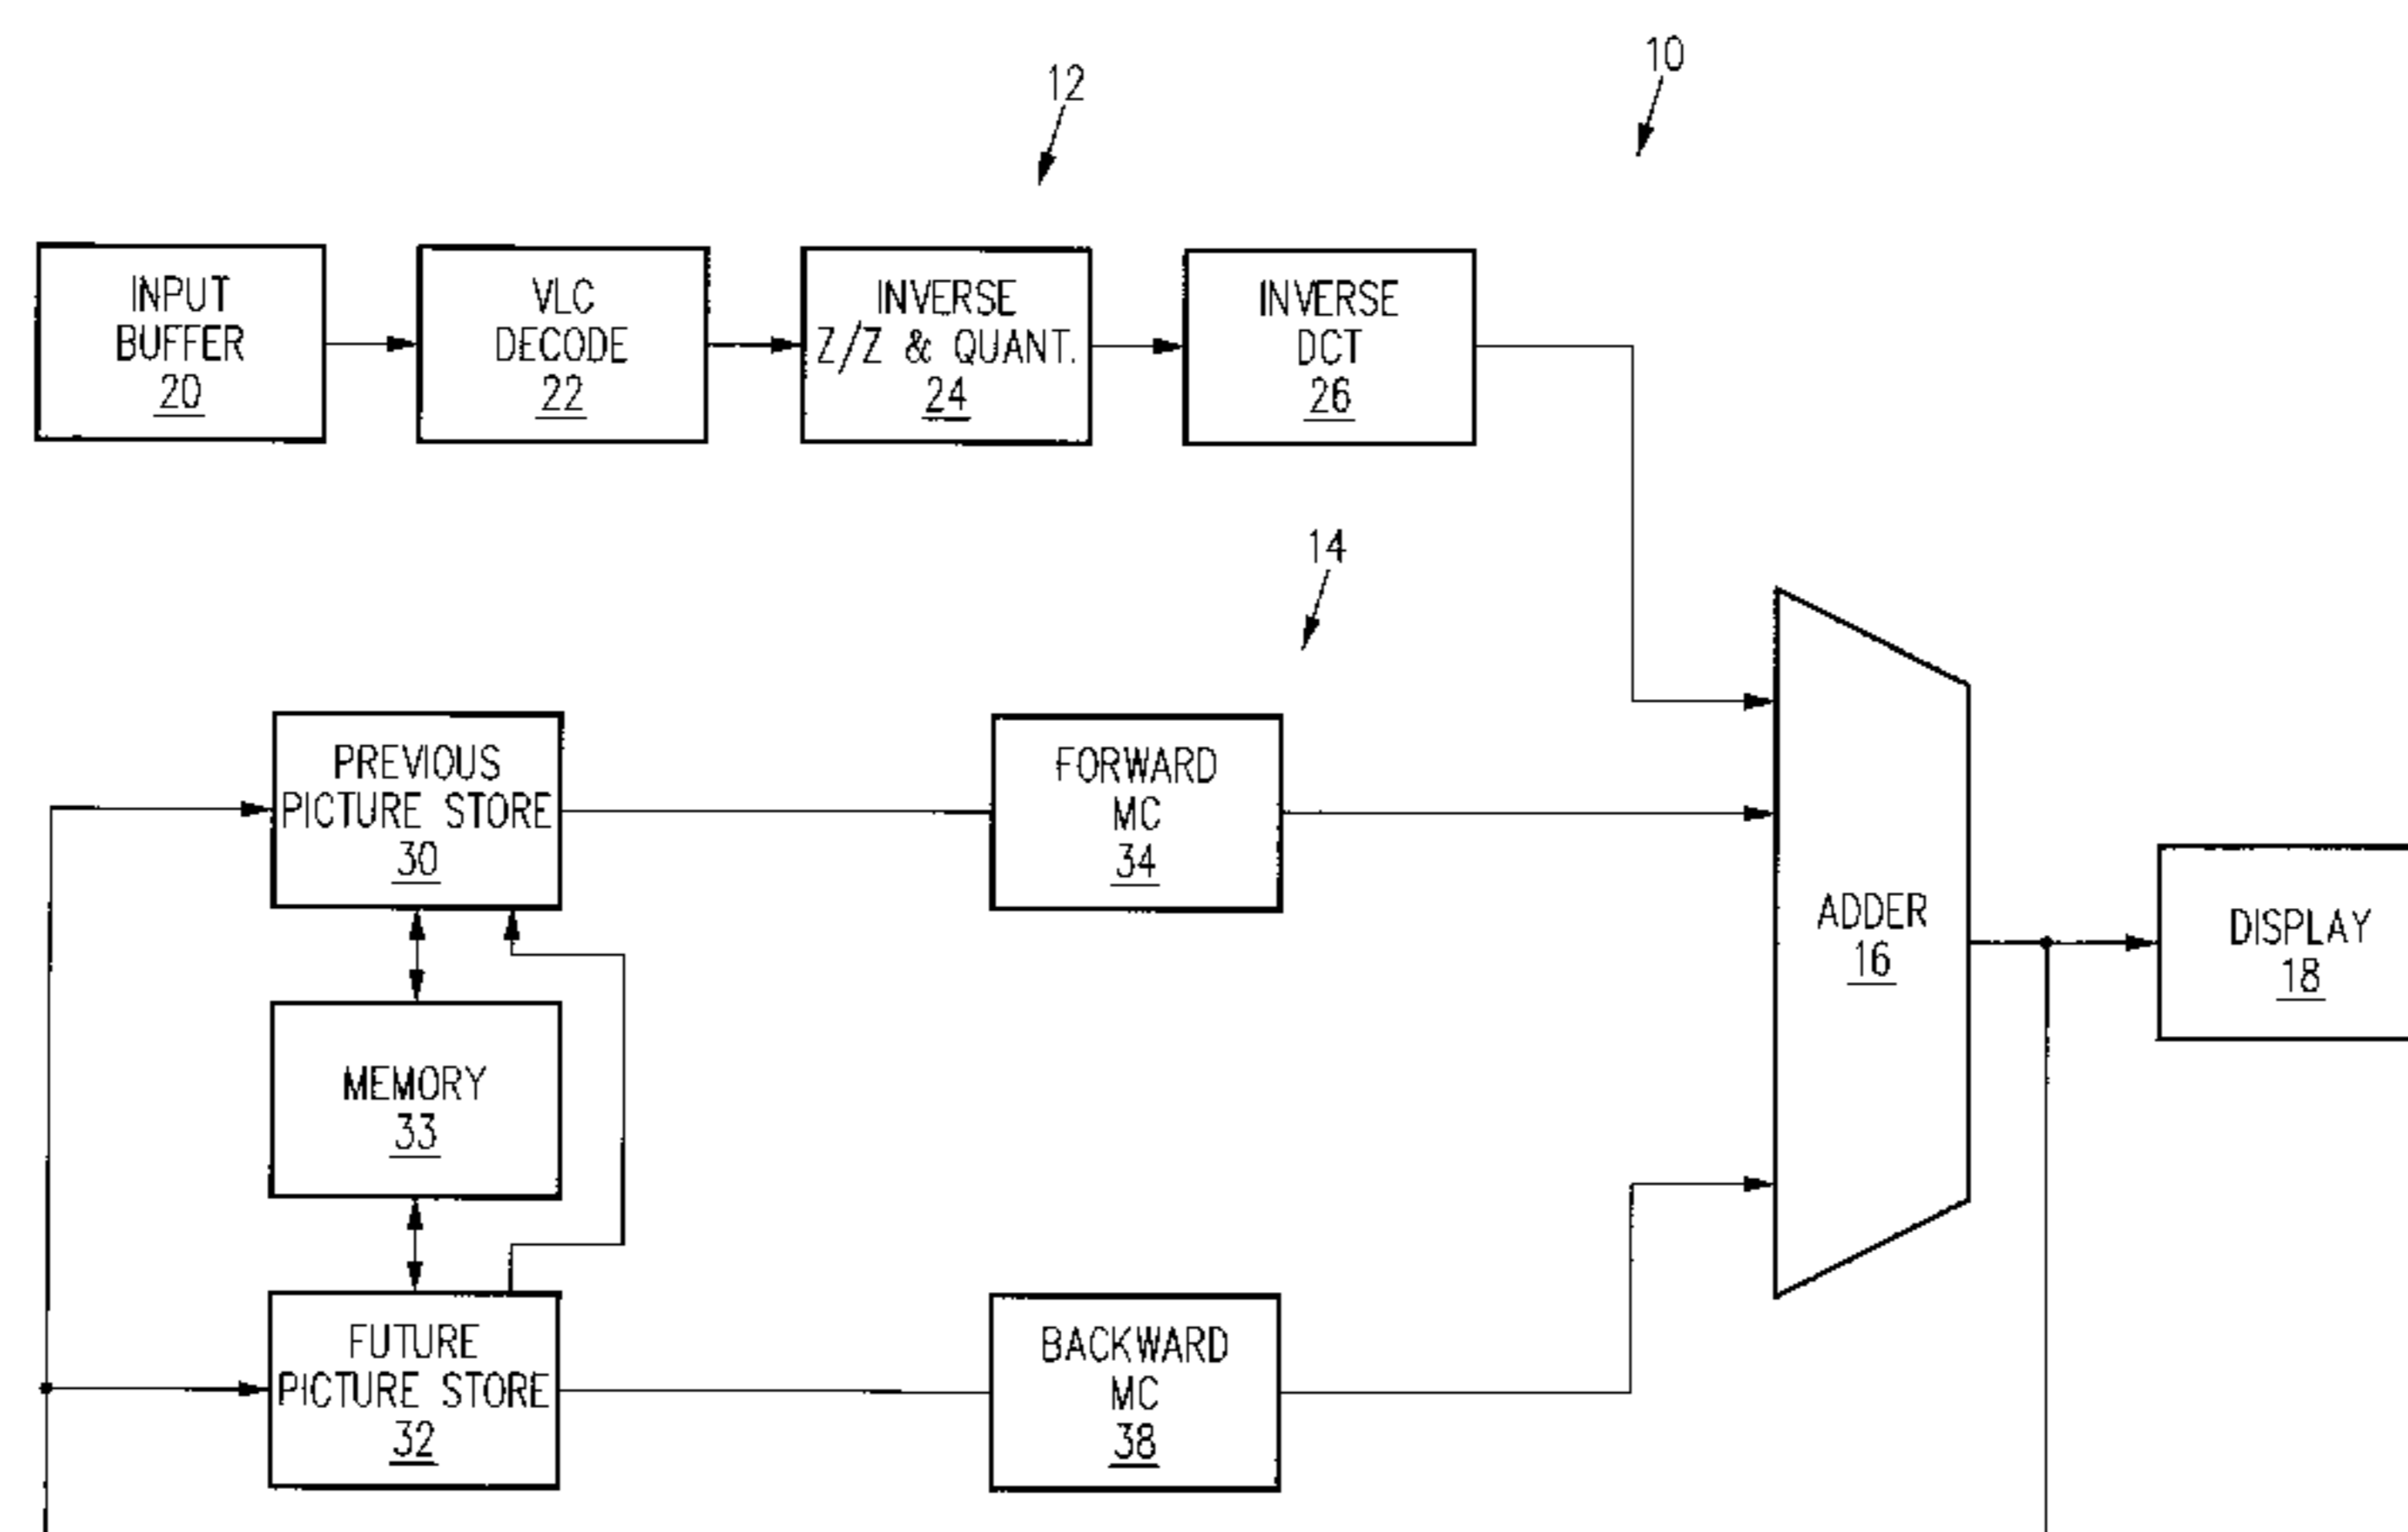 10
12
INPUT
BUFFER
20
VLC
DECODE
22
INVERSE
Z/Z & QUANT.
24
INVERSE
DCT
26
14
PREVIOUS
PICTURE STORE
30
FORWARD
MC
34
ADDER
16
DISPLAY
18
MEMORY
33
FUTURE
PICTURE STORE
32
BACKWARD
MC
38